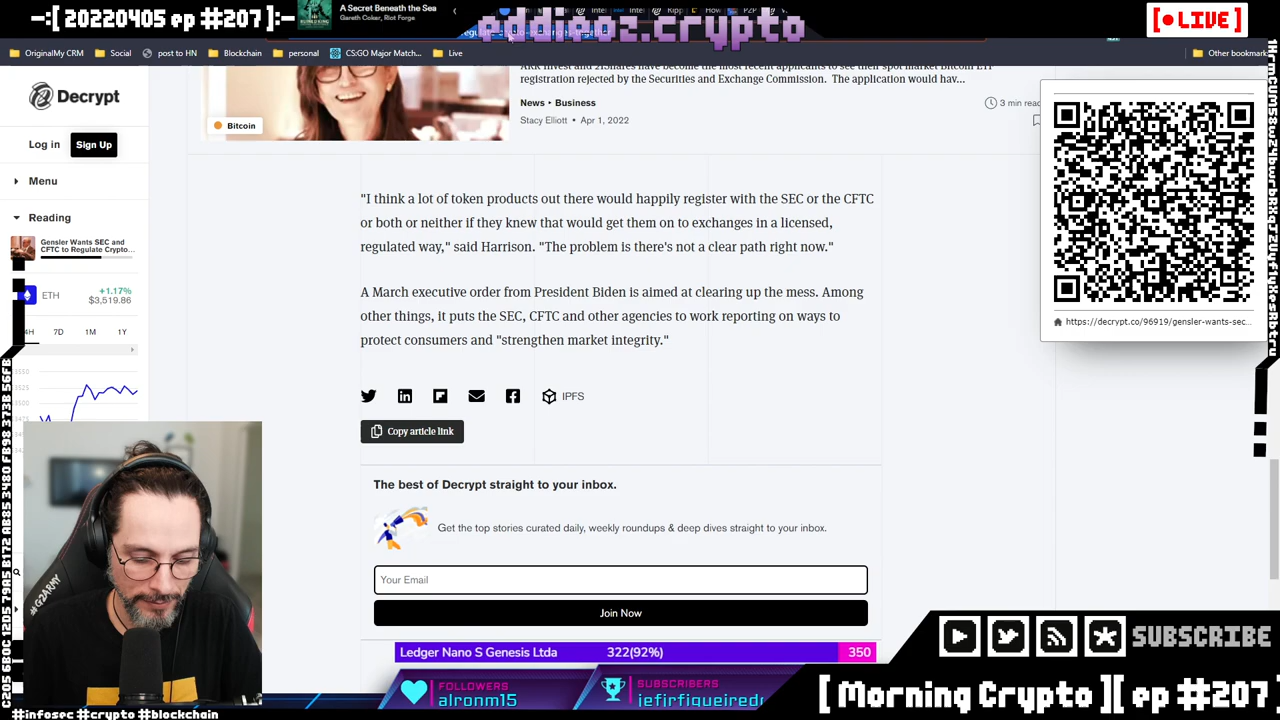 -:[ 20220405 ep #207]:-
A Secret Beneath the Sea
Gareth Coker, Riot Forge
eddieoz.crypto
[● LIVE]
OriginalMy CRM
Social
post to HN
Blockchain
personal
CS:GO Major Match...
Live
Other bookmark
Decrypt
Log in
Sign Up
Menu
Reading
Gensler Wants SEC and
CFTC to Regulate Crypto...
ETH
+1.17%
$3,519.86
7D
1M
1Y
registration rejected by the Securities and Exchange Commission. The application would hav...
News • Business
3 min read
Stacy Elliott • Apr 1, 2022
Bitcoin
"I think a lot of token products out there would happily register with the SEC or the CFTC
or both or neither if they knew that would get them on to exchanges in a licensed,
regulated way," said Harrison. "The problem is there's not a clear path right now."
A March executive order from President Biden is aimed at clearing up the mess. Among
other things, it puts the SEC, CFTC and other agencies to work reporting on ways to
protect consumers and "strengthen market integrity."
IPFS
Copy article link
The best of Decrypt straight to your inbox.
Get the top stories curated daily, weekly roundups & deep dives straight to your inbox.
Your Email
Join Now
https://decrypt.co/96919/gensler-wants-sec...
#G2ARMY
Ledger Nano S Genesis Ltda 322(92%) 350
FOLLOWERS
alronm15
SUBSCRIBERS
iefjrfiqueiredo
SUBSCRIBE
[ Morning Crypto ][ ep #207]
#infosec #crypto #blockchain